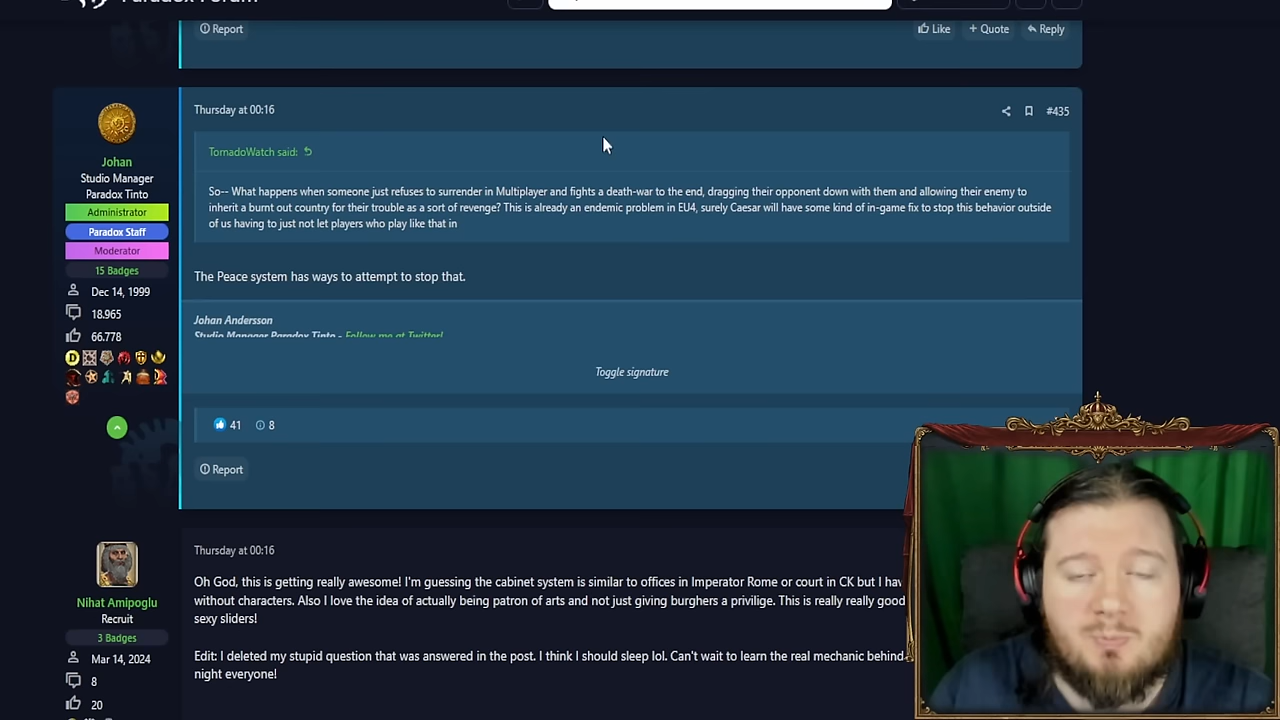 Paradox Forum
Report
Like
Quote
Reply
Thursday at 00:16
#435
Johan
Studio Manager
Paradox Tinto
Administrator
Paradox Staff
Moderator
15 Badges
Dec 14, 1999
18.965
66.778
TornadoWatch said:
So-- What happens when someone just refuses to surrender in Multiplayer and fights a death-war to the end, dragging their opponent down with them and allowing their enemy to
inherit a burnt out country for their trouble as a sort of revenge? This is already an endemic problem in EU4, surely Caesar will have some kind of in-game fix to stop this behavior outside
of us having to just not let players who play like that in
The Peace system has ways to attempt to stop that.
Johan Andersson
Studio Manager Paradox Tinto - Follow me at Twitter!
Toggle signature
41
8
Report
Nihat Amipoglu
Recruit
3 Badges
Mar 14, 2024
8
20
Thursday at 00:16
Oh God, this is getting really awesome! I'm guessing the cabinet system is similar to offices in Imperator Rome or court in CK but I hav
without characters. Also I love the idea of actually being patron of arts and not just giving burghers a privilige. This is really really good
sexy sliders!
Edit: I deleted my stupid question that was answered in the post. I think I should sleep lol. Can't wait to learn the real mechanic behind
night everyone!